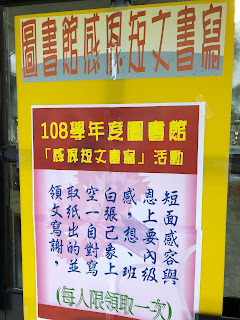 圖書館感恩短文書寫
108學年度圖書館
「感恩短文書寫」活動
領取空白感恩短
文紙一張,上面
寫出自己想要感
謝的對象、內容
,並寫上班級與
(每人限領取一次)